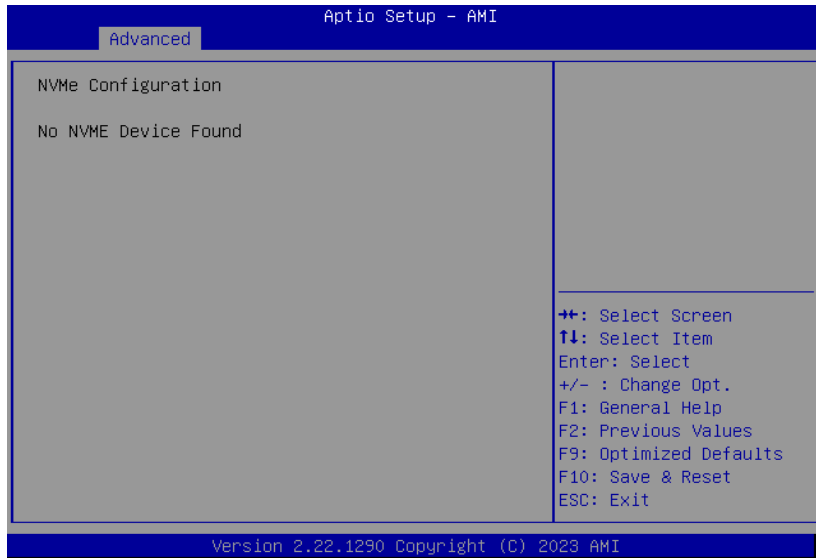 Aptio Setup – AMI
Advanced
NVMe Configuration
No NVME Device Found
→←: Select Screen
↑↓: Select Item
Enter: Select
+/- : Change Opt.
F1: General Help
F2: Previous Values
F9: Optimized Defaults
F10: Save & Reset
ESC: Exit
Version 2.22.1290 Copyright (C) 2023 AMI